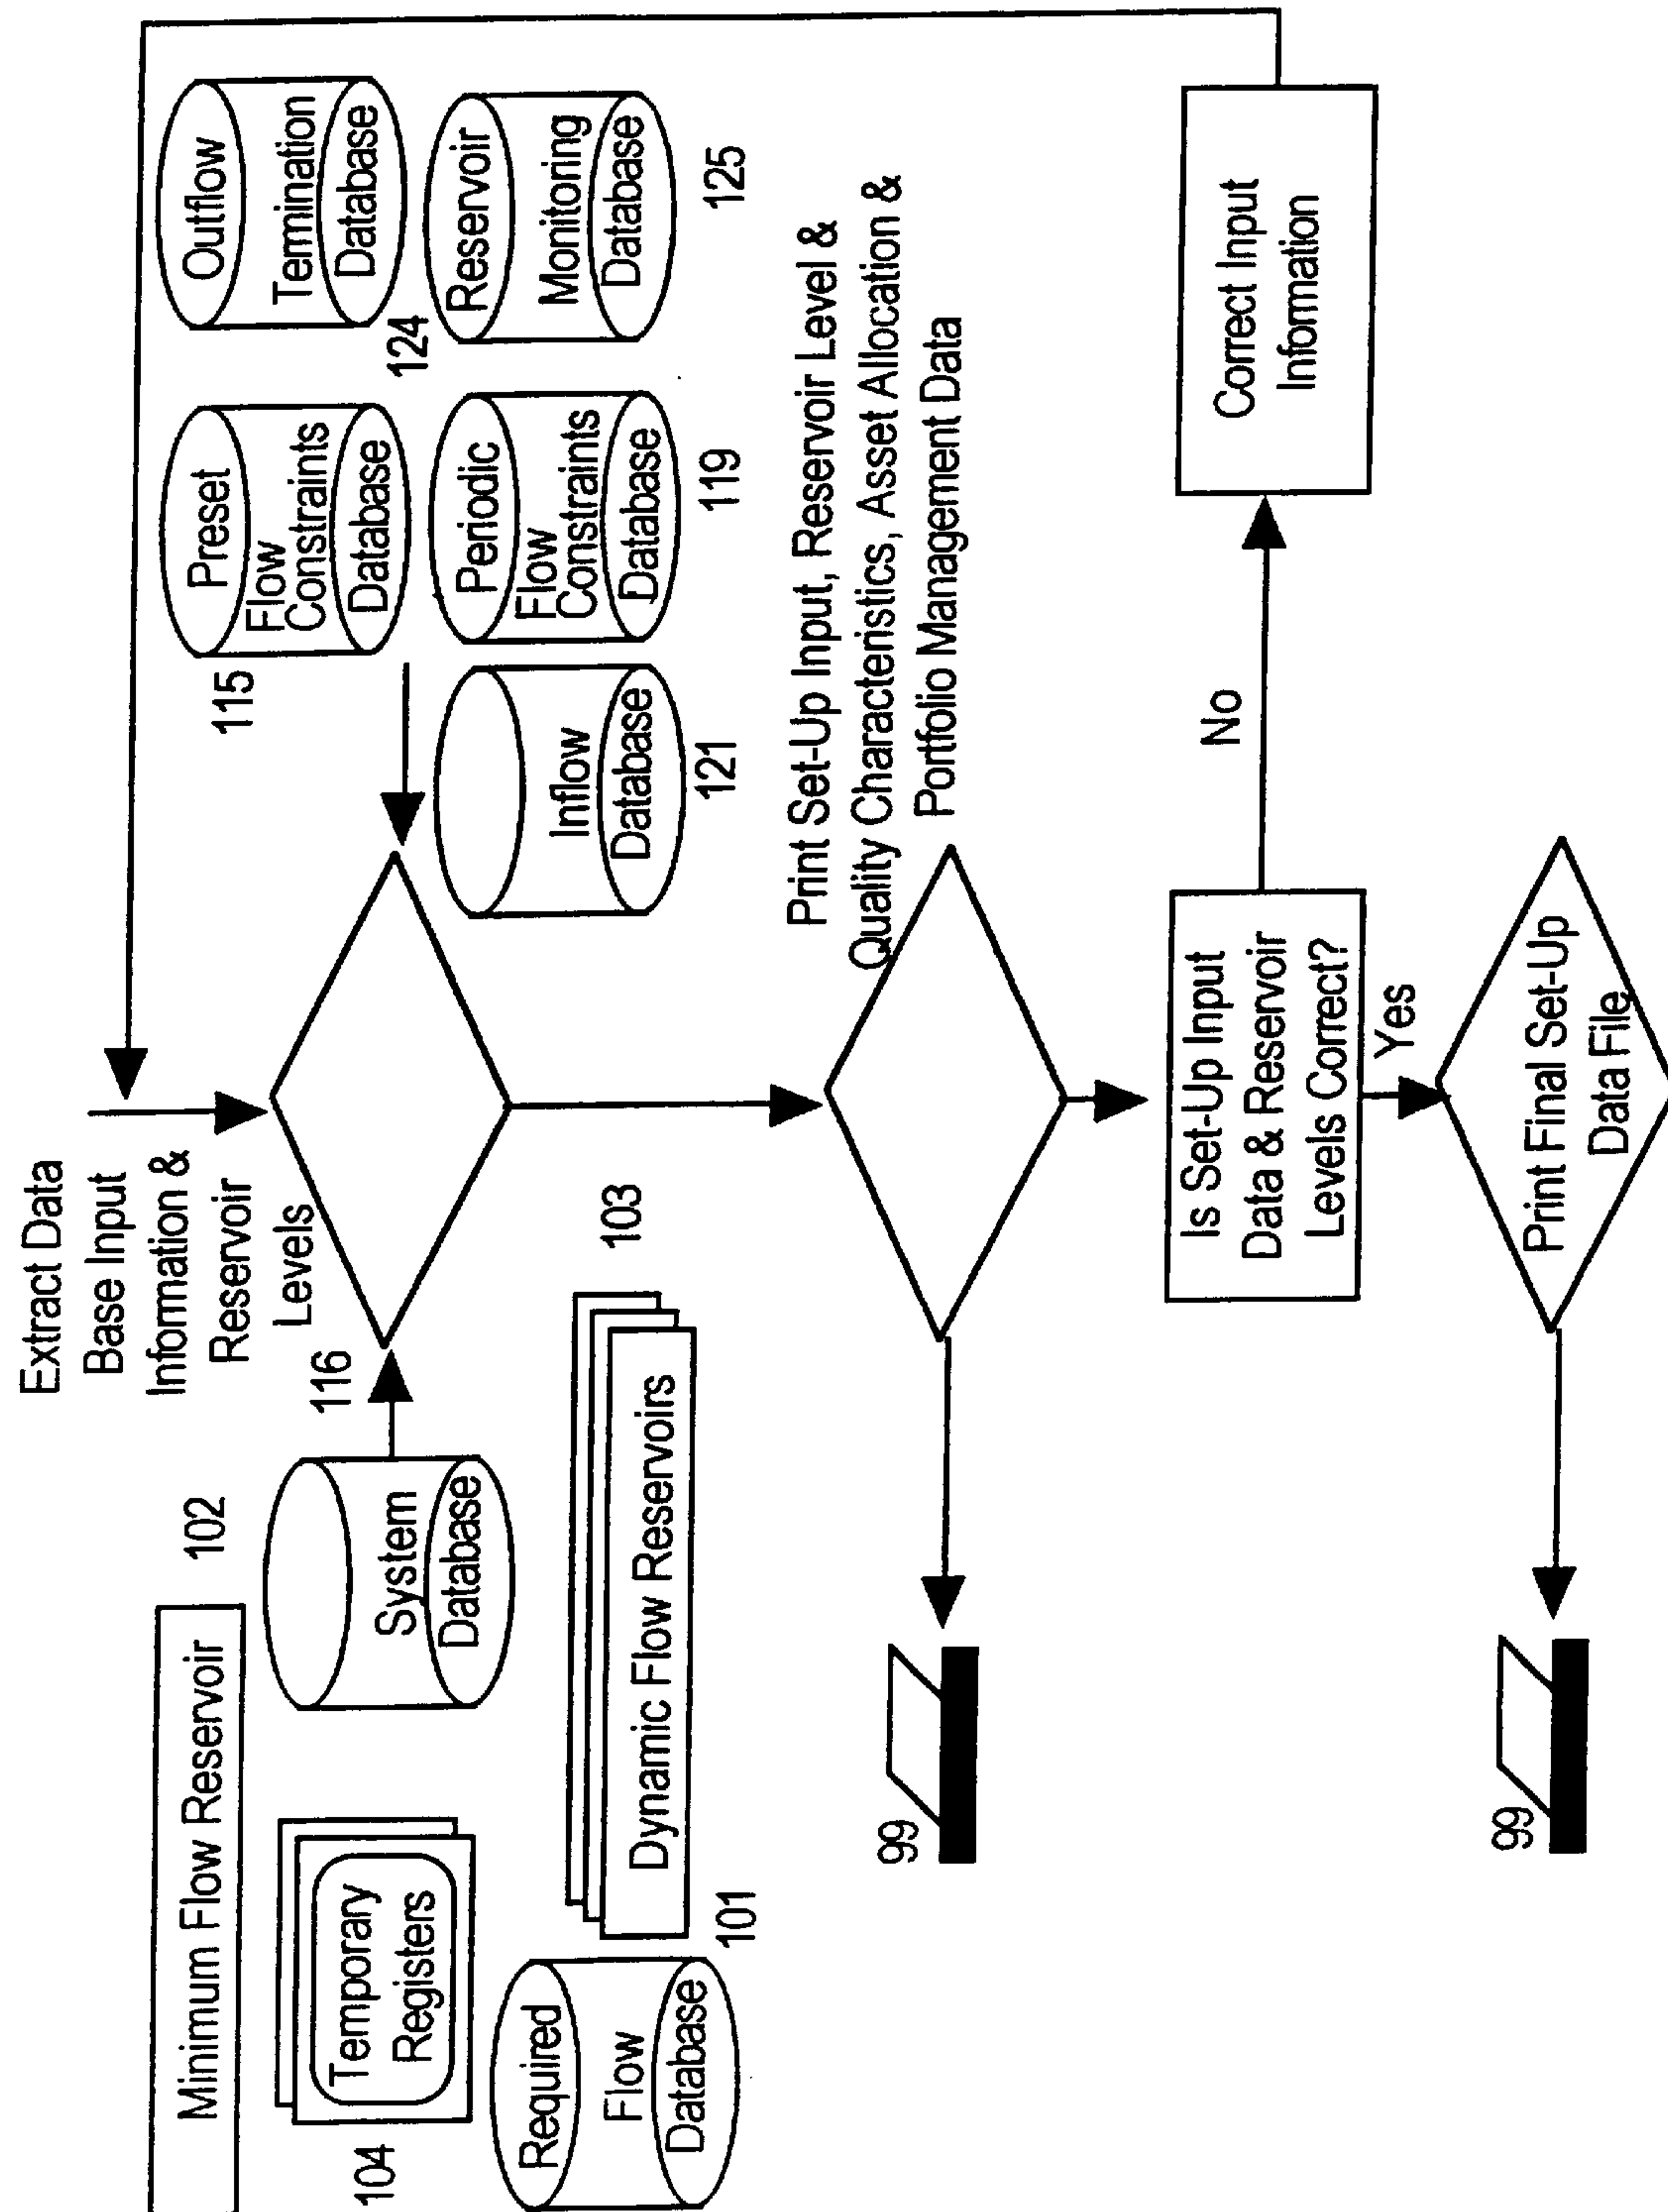 Extract Data
Base Input
Information &
Reservoir
Levels
Minimum Flow Reservoir
102
116
System
Database
104
Temporary
Registers
Required
Flow
Database
101
Dynamic Flow Reservoirs
103
115
Preset
Flow
Constraints
Database
124
Outflow
Termination
Database
Inflow
Database
121
Periodic
Flow
Constraints
Database
119
Reservoir
Monitoring
Database
125
Print Set-Up Input, Reservoir Level &
Quality Characteristics, Asset Allocation &
Portfolio Management Data
99
Is Set-Up Input
Data & Reservoir
Levels Correct?
No
Correct Input
Information
Yes
Print Final Set-Up
Data File
99